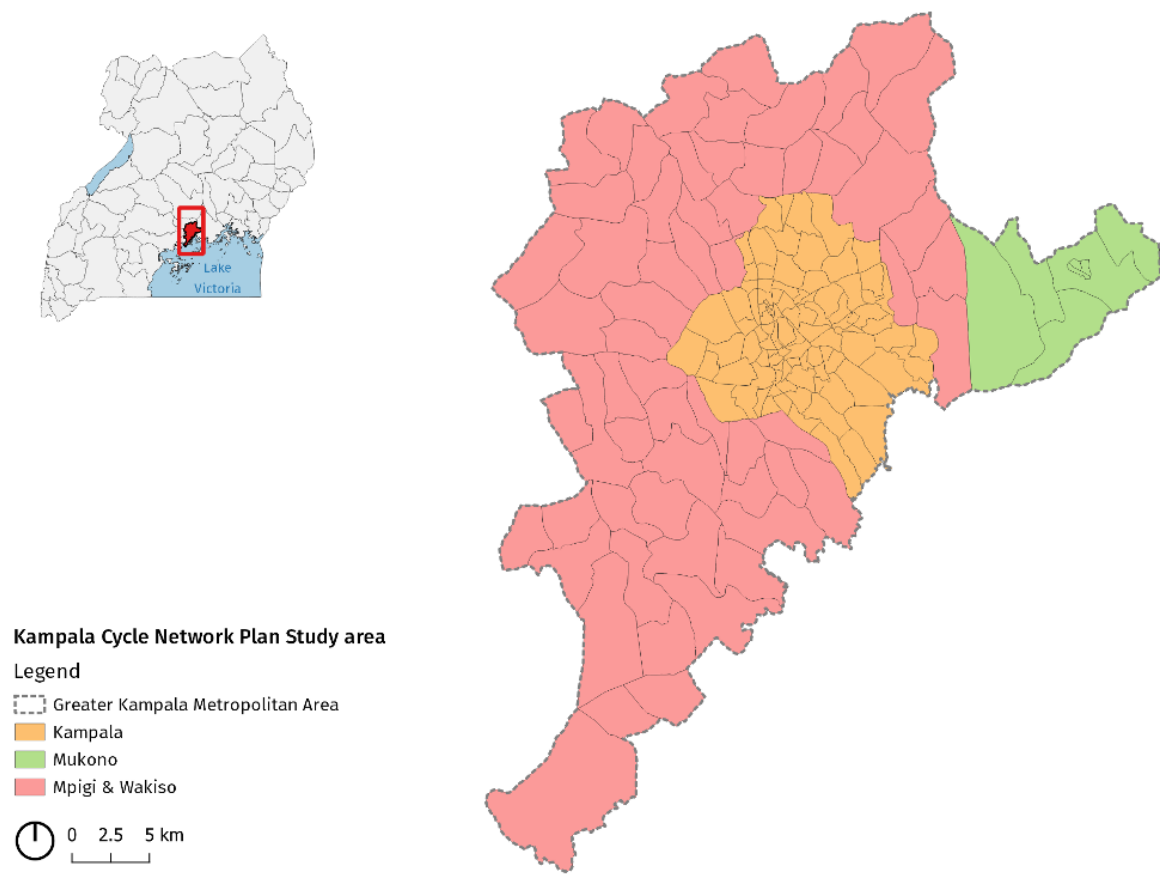 Lake
Victoria
Kampala Cycle Network Plan Study area
Legend
Greater Kampala Metropolitan Area
Kampala
Mukono
Mpigi & Wakiso
0 2.5 5 km